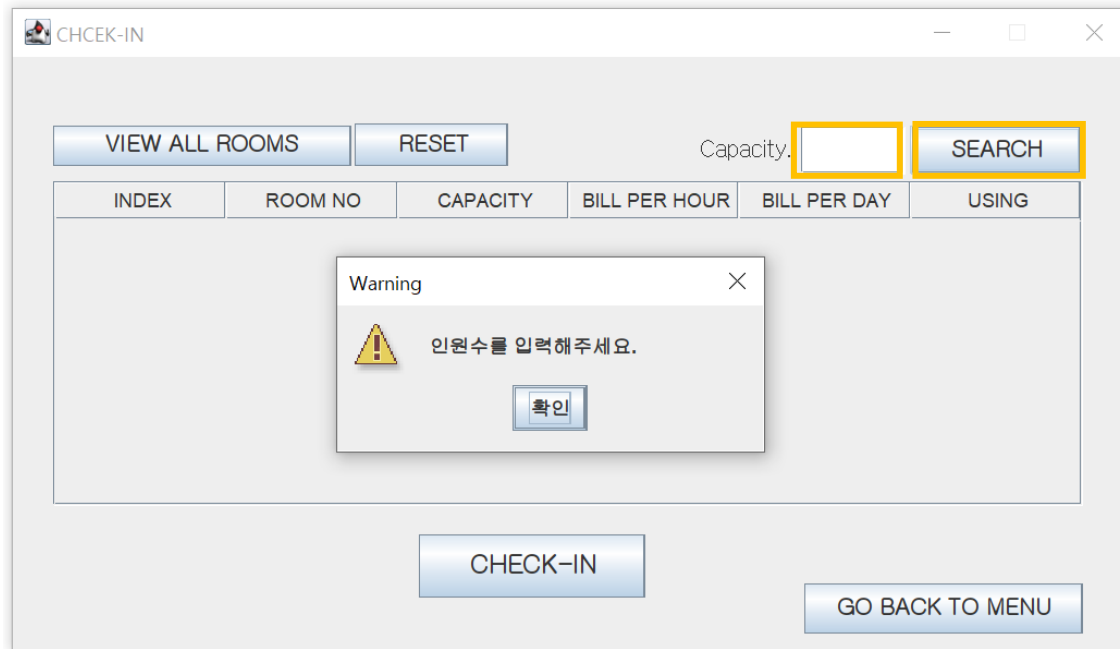 CHCEK-IN
VIEW ALL ROOMS RESET Capacity. SEARCH
INDEX ROOM NO CAPACITY BILL PER HOUR BILL PER DAY USING
Warning
인원수를 입력해주세요.
확인
CHECK-IN
GO BACK TO MENU